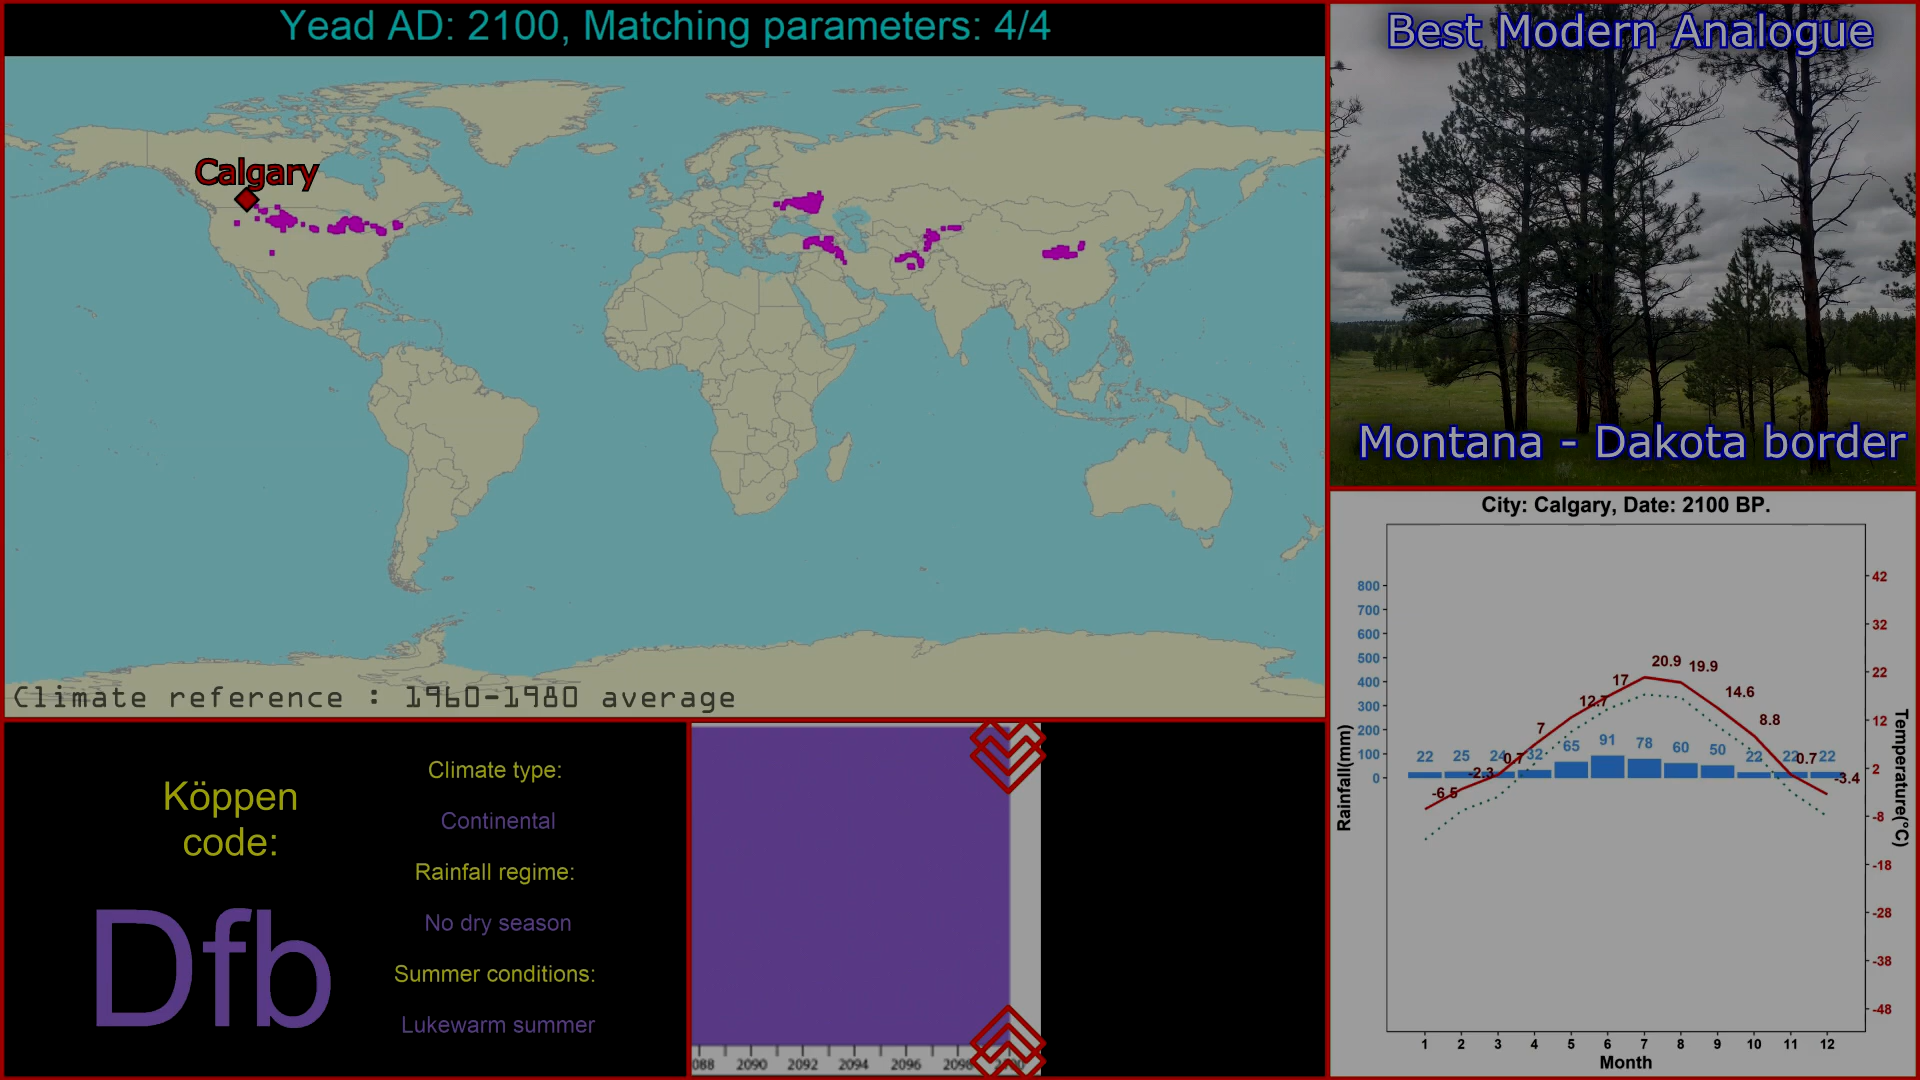 Yead AD: 2100, Matching parameters: 4/4
Calgary
Climate reference : 1960-1980 average
Best Modern Analogue
Montana - Dakota border
City: Calgary, Date: 2100 BP.
Rainfall(mm)
800
700
600
500
400
300
200
100
0
22 25 24 32 65 91 78 60 50 22 22 22
-6.5 -2.3 0.7 7 12.7 17 20.9 19.9 14.6 8.8 0.7 -3.4
42
32
22
12
2
-8
-18
-28
-38
-48
Temperature(°C)
1 2 3 4 5 6 7 8 9 10 11 12
Month
Köppen
code:
Dfb
Climate type:
Continental
Rainfall regime:
No dry season
Summer conditions:
Lukewarm summer
2090 2092 2094 2096